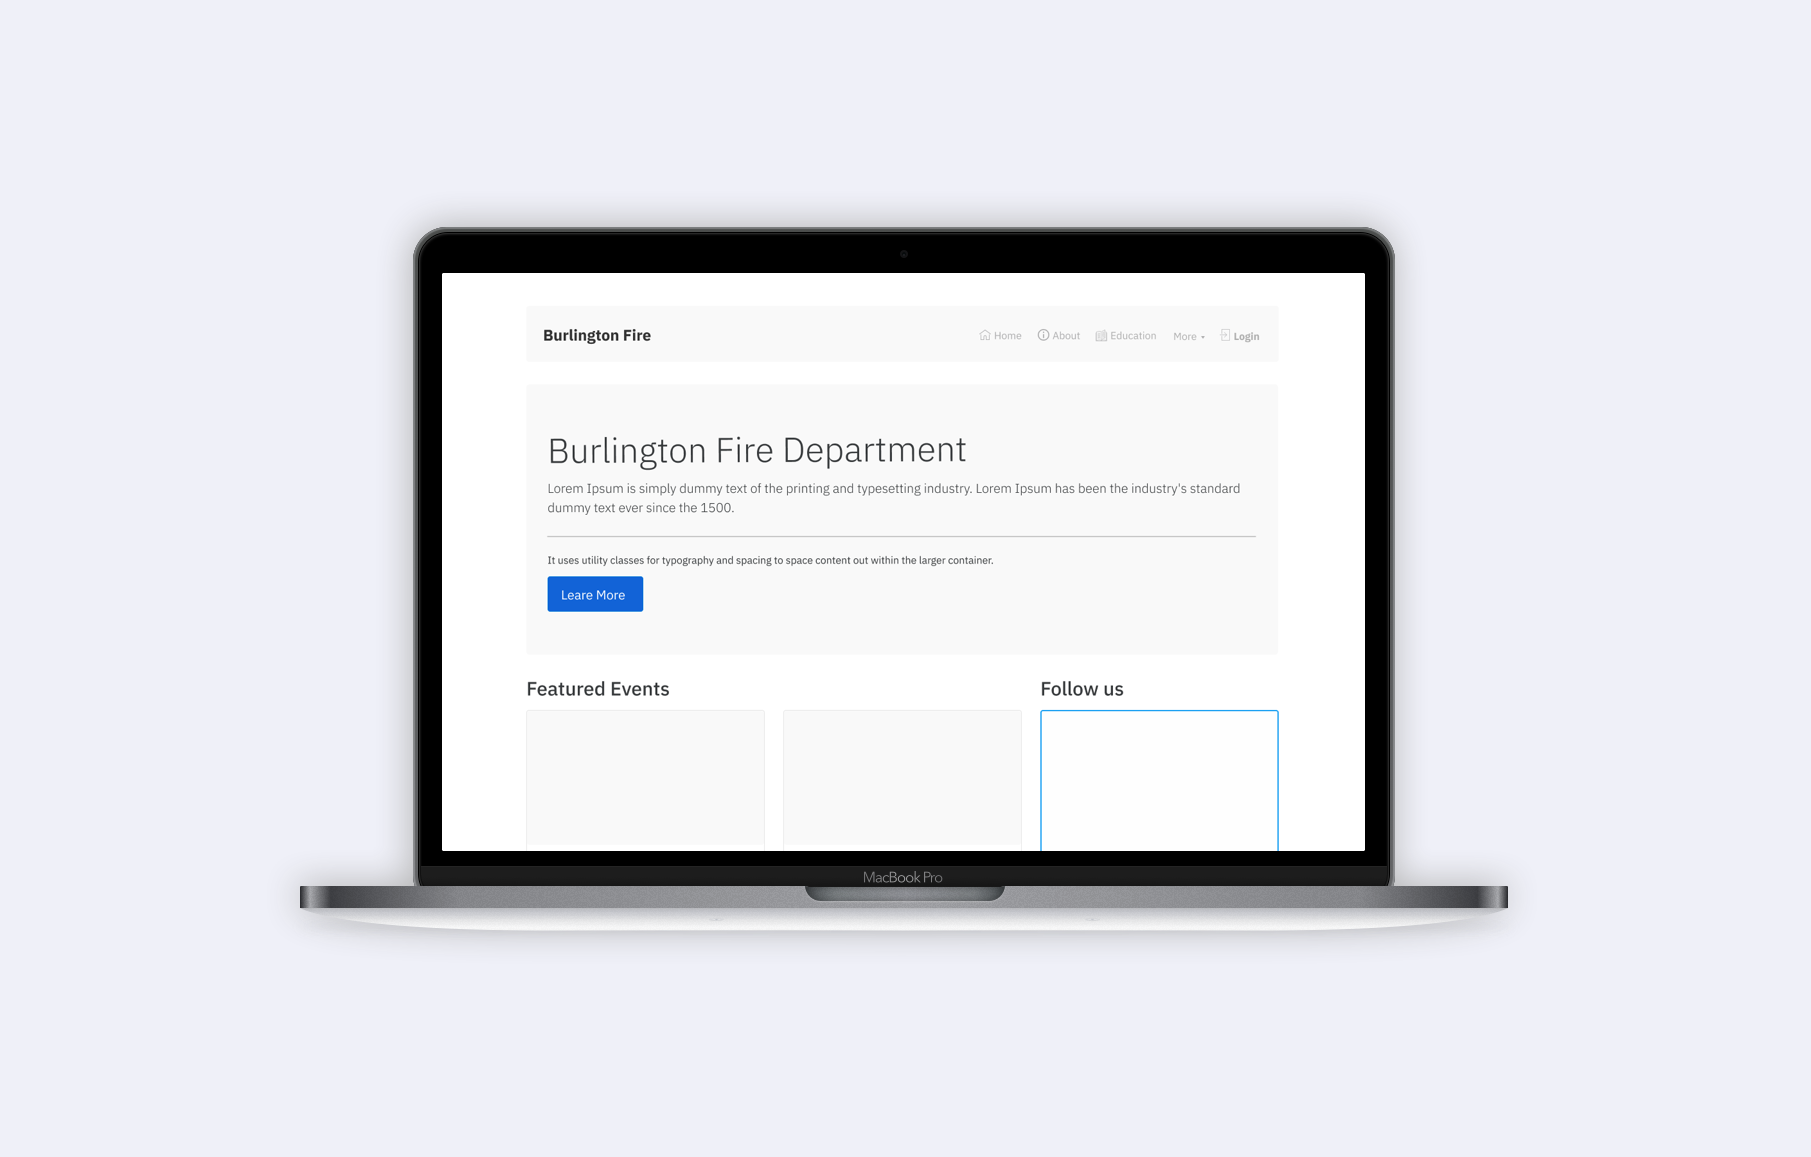 Burlington Fire
Home About Education More Login
Burlington Fire Department
Lorem Ipsum is simply dummy text of the printing and typesetting industry. Lorem Ipsum has been the industry's standard
dummy text ever since the 1500.
It uses utility classes for typography and spacing to space content out within the larger container.
Leare More
Featured Events
Follow us
MacBook Pro